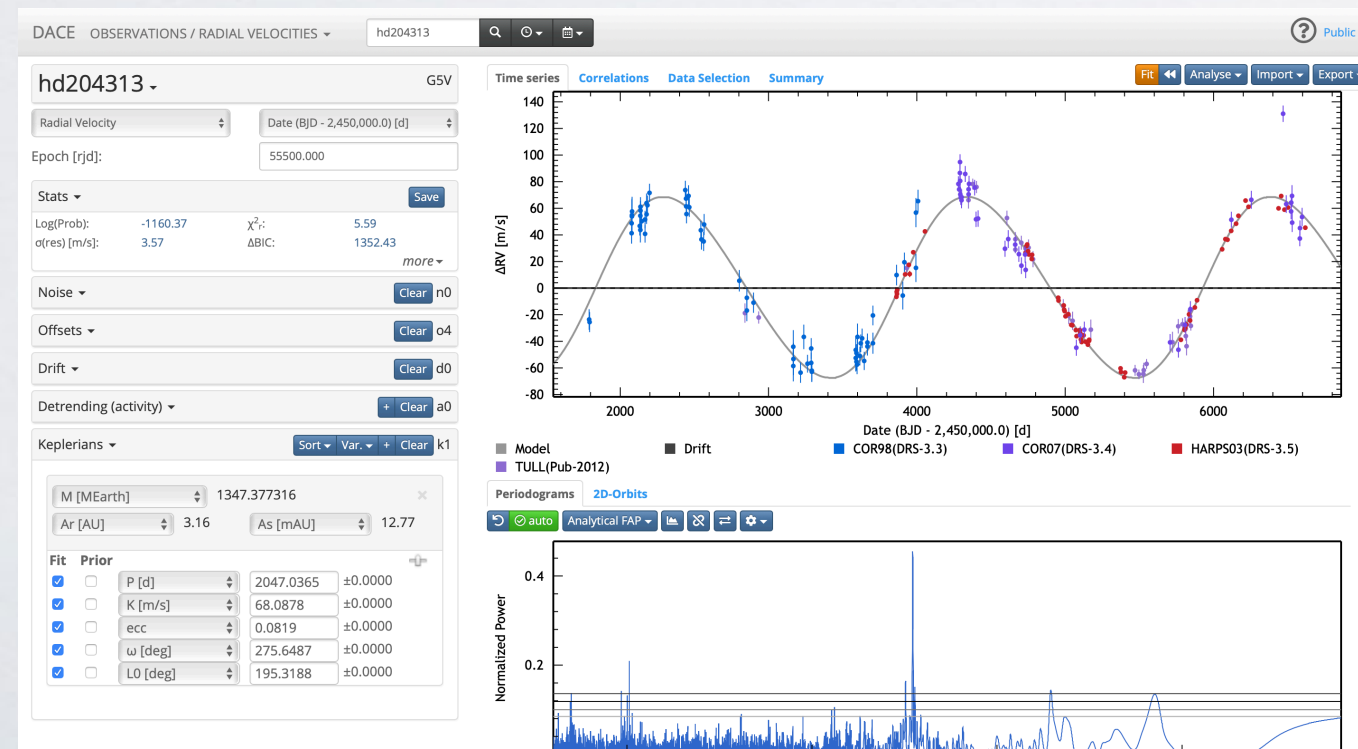 DACE OBSERVATIONS / RADIAL VELOCITIES hd204313 ? Public
hd204313 G5V
Radial Velocity Date (BJD - 2,450,000.0) [d]
Epoch [rjd]: 55500.000
Stats Save
Log(Prob): -1160.37 χ²r: 5.59
σ(res) [m/s]: 3.57 ΔBIC: 1352.43
more
Noise Clear n0
Offsets Clear o4
Drift Clear d0
Detrending (activity) + Clear a0
Keplerians Sort Var. + Clear k1
M [MEarth] 1347.377316 ×
Ar [AU] 3.16 As [mAU] 12.77
Fit Prior
P [d] 2047.0365 ±0.0000
K [m/s] 68.0878 ±0.0000
ecc 0.0819 ±0.0000
ω [deg] 275.6487 ±0.0000
L0 [deg] 195.3188 ±0.0000
Time series Correlations Data Selection Summary Fit Analyse Import Export
140
120
100
80
60
40
20
0
-20
-40
-60
-80
ΔRV [m/s]
2000 3000 4000 5000 6000
Date (BJD - 2,450,000.0) [d]
Model Drift COR98(DRS-3.3) COR07(DRS-3.4) HARPS03(DRS-3.5)
TULL(Pub-2012)
Periodograms 2D-Orbits
auto Analytical FAP
0.4
0.2
Normalized Power